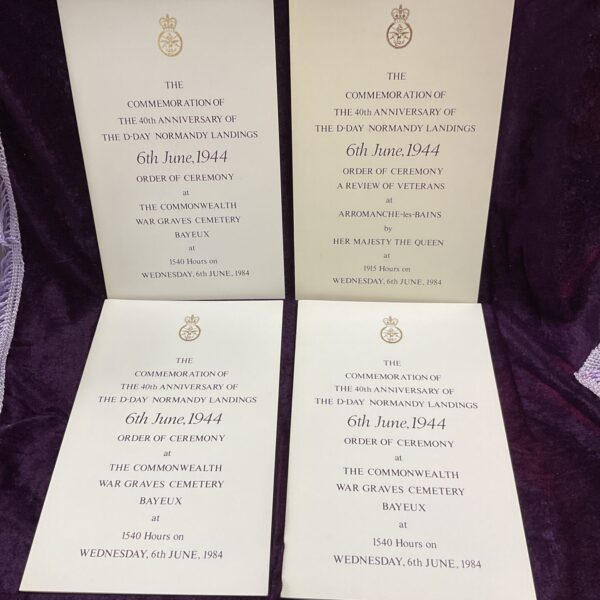 THE
COMMEMORATION OF
THE 40th ANNIVERSARY OF
THE D-DAY NORMANDY LANDINGS
6th June, 1944
ORDER OF CEREMONY
at
THE COMMONWEALTH
WAR GRAVES CEMETERY
BAYEUX
at
1540 Hours on
WEDNESDAY, 6th JUNE, 1984
THE
COMMEMORATION OF
THE 40th ANNIVERSARY OF
THE D-DAY NORMANDY LANDINGS
6th June, 1944
ORDER OF CEREMONY
A REVIEW OF VETERANS
at
ARROMANCHE-les-BAINS
by
HER MAJESTY THE QUEEN
at
1915 Hours on
WEDNESDAY, 6th JUNE, 1984
THE
COMMEMORATION OF
THE 40th ANNIVERSARY OF
THE D-DAY NORMANDY LANDINGS
6th June, 1944
ORDER OF CEREMONY
at
THE COMMONWEALTH
WAR GRAVES CEMETERY
BAYEUX
at
1540 Hours on
WEDNESDAY, 6th JUNE, 1984
THE
COMMEMORATION OF
THE 40th ANNIVERSARY OF
THE D-DAY NORMANDY LANDINGS
6th June, 1944
ORDER OF CEREMONY
at
THE COMMONWEALTH
WAR GRAVES CEMETERY
BAYEUX
at
1540 Hours on
WEDNESDAY, 6th JUNE, 1984